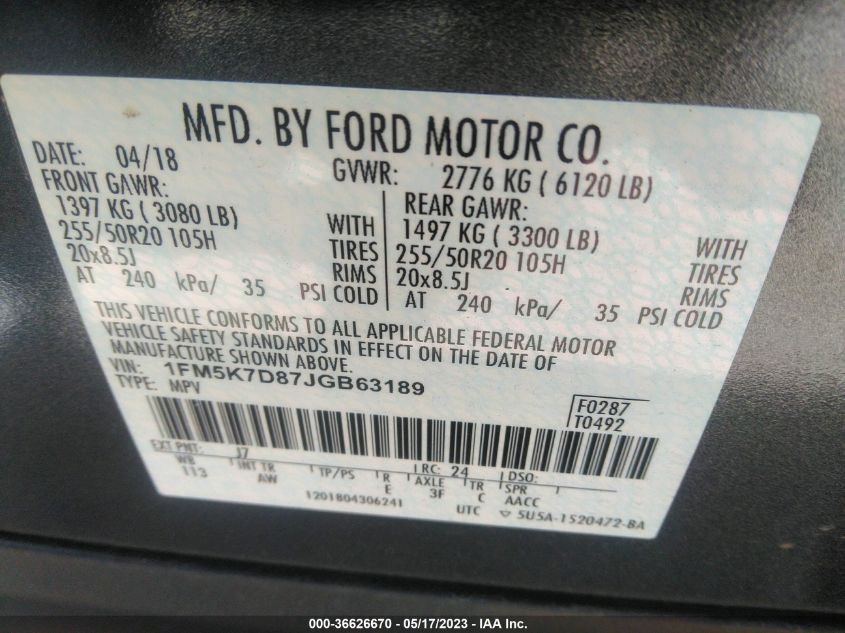 MFD. BY FORD MOTOR CO.
DATE: 04/18 GVWR: 2776 KG ( 6120 LB)
FRONT GAWR: REAR GAWR:
1397 KG ( 3080 LB) WITH 1497 KG ( 3300 LB) WITH
255/50R20 105H TIRES 255/50R20 105H TIRES
20x8.5J RIMS 20x8.5J RIMS
AT 240 kPa/ 35 PSI COLD AT 240 kPa/ 35 PSI COLD
THIS VEHICLE CONFORMS TO ALL APPLICABLE FEDERAL MOTOR
VEHICLE SAFETY STANDARDS IN EFFECT ON THE DATE OF
MANUFACTURE SHOWN ABOVE.
VIN: 1FM5K7D87JGB63189
TYPE: MPV
F0287
T0492
EXT PNT: J7 RC: 24 DSO:
WB INT TR TP/PS R AXLE TR SPR
113 AW E 3F C AACC
1201804306241 UTC ▽ 5U5A-1520472-BA
000-36626670 - 05/17/2023 - IAA Inc.